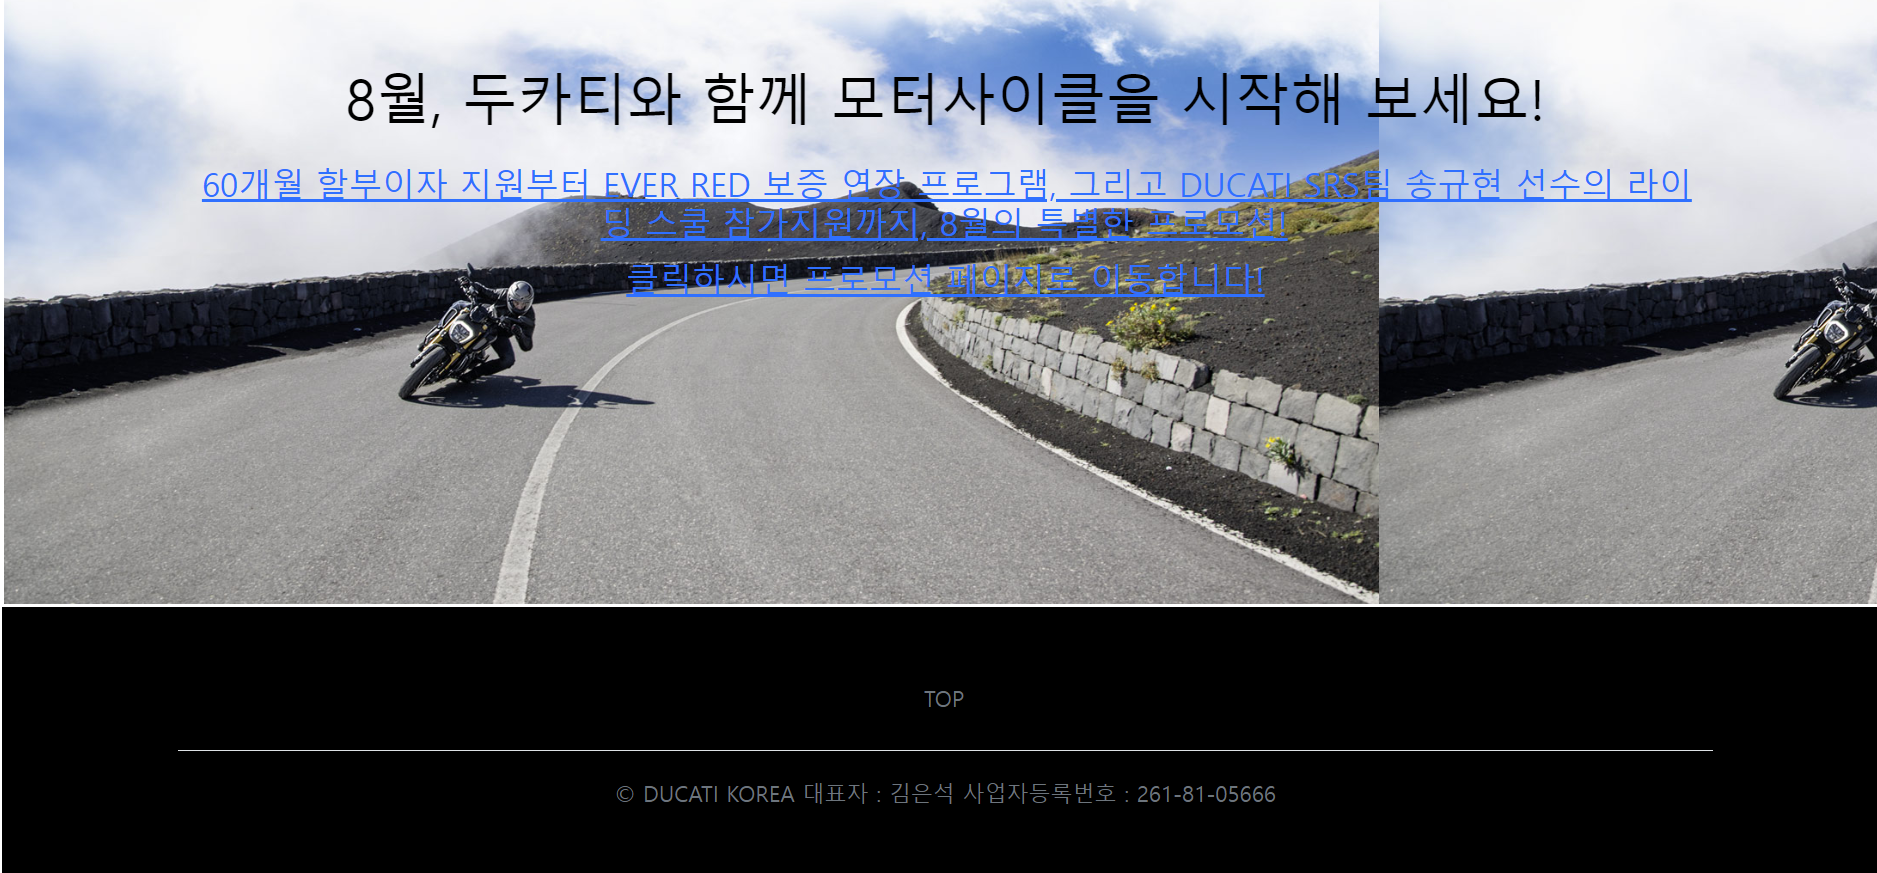 8월, 두카티와 함께 모터사이클을 시작해 보세요!
60개월 할부이자 지원부터 EVER RED 보증 연장 프로그램, 그리고 DUCATI SRS팀 송규현 선수의 라이
딩 스쿨 참가지원까지, 8월의 특별한 프로모션!
클릭하시면 프로모션 페이지로 이동합니다!
TOP
© DUCATI KOREA 대표자 : 김은석 사업자등록번호 : 261-81-05666